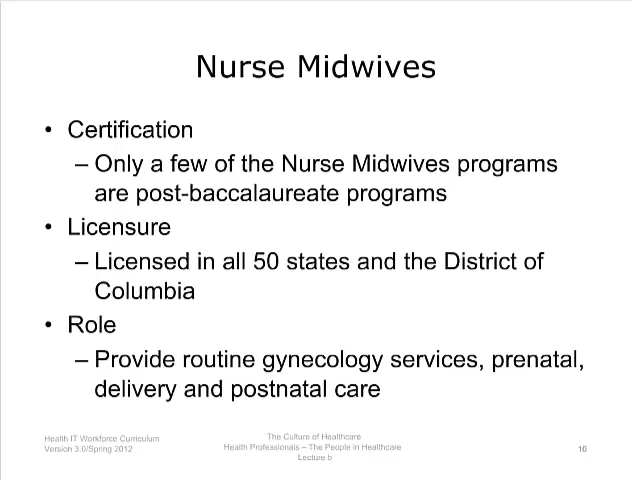 Nurse Midwives
• Certification
– Only a few of the Nurse Midwives programs
are post-baccalaureate programs
• Licensure
– Licensed in all 50 states and the District of
Columbia
• Role
– Provide routine gynecology services, prenatal,
delivery and postnatal care
Health IT Workforce Curriculum
Version 3.0/Spring 2012
The Culture of Healthcare
Health Professionals – The People in Healthcare
Lecture b
10